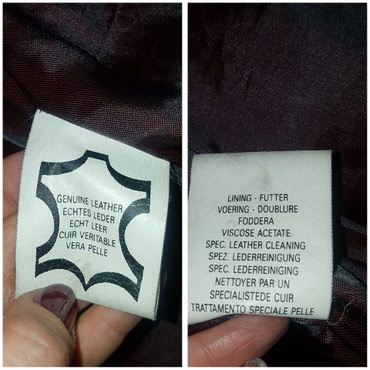 GENUINE LEATHER
ECHTES LEDER
ECHT LEER
CUIR VERITABLE
VERA PELLE
LINING - FUTTER
VOERING - DOUBLURE
FODDERA
VISCOSE ACETATE
SPEC. LEATHER CLEANING
SPEZ. LEDERREINIGUNG
SPEC. LEDERREINIGING
NETTOYER PAR UN
SPECIALISTEDE CUIR
TRATTAMENTO SPECIALE PELLE